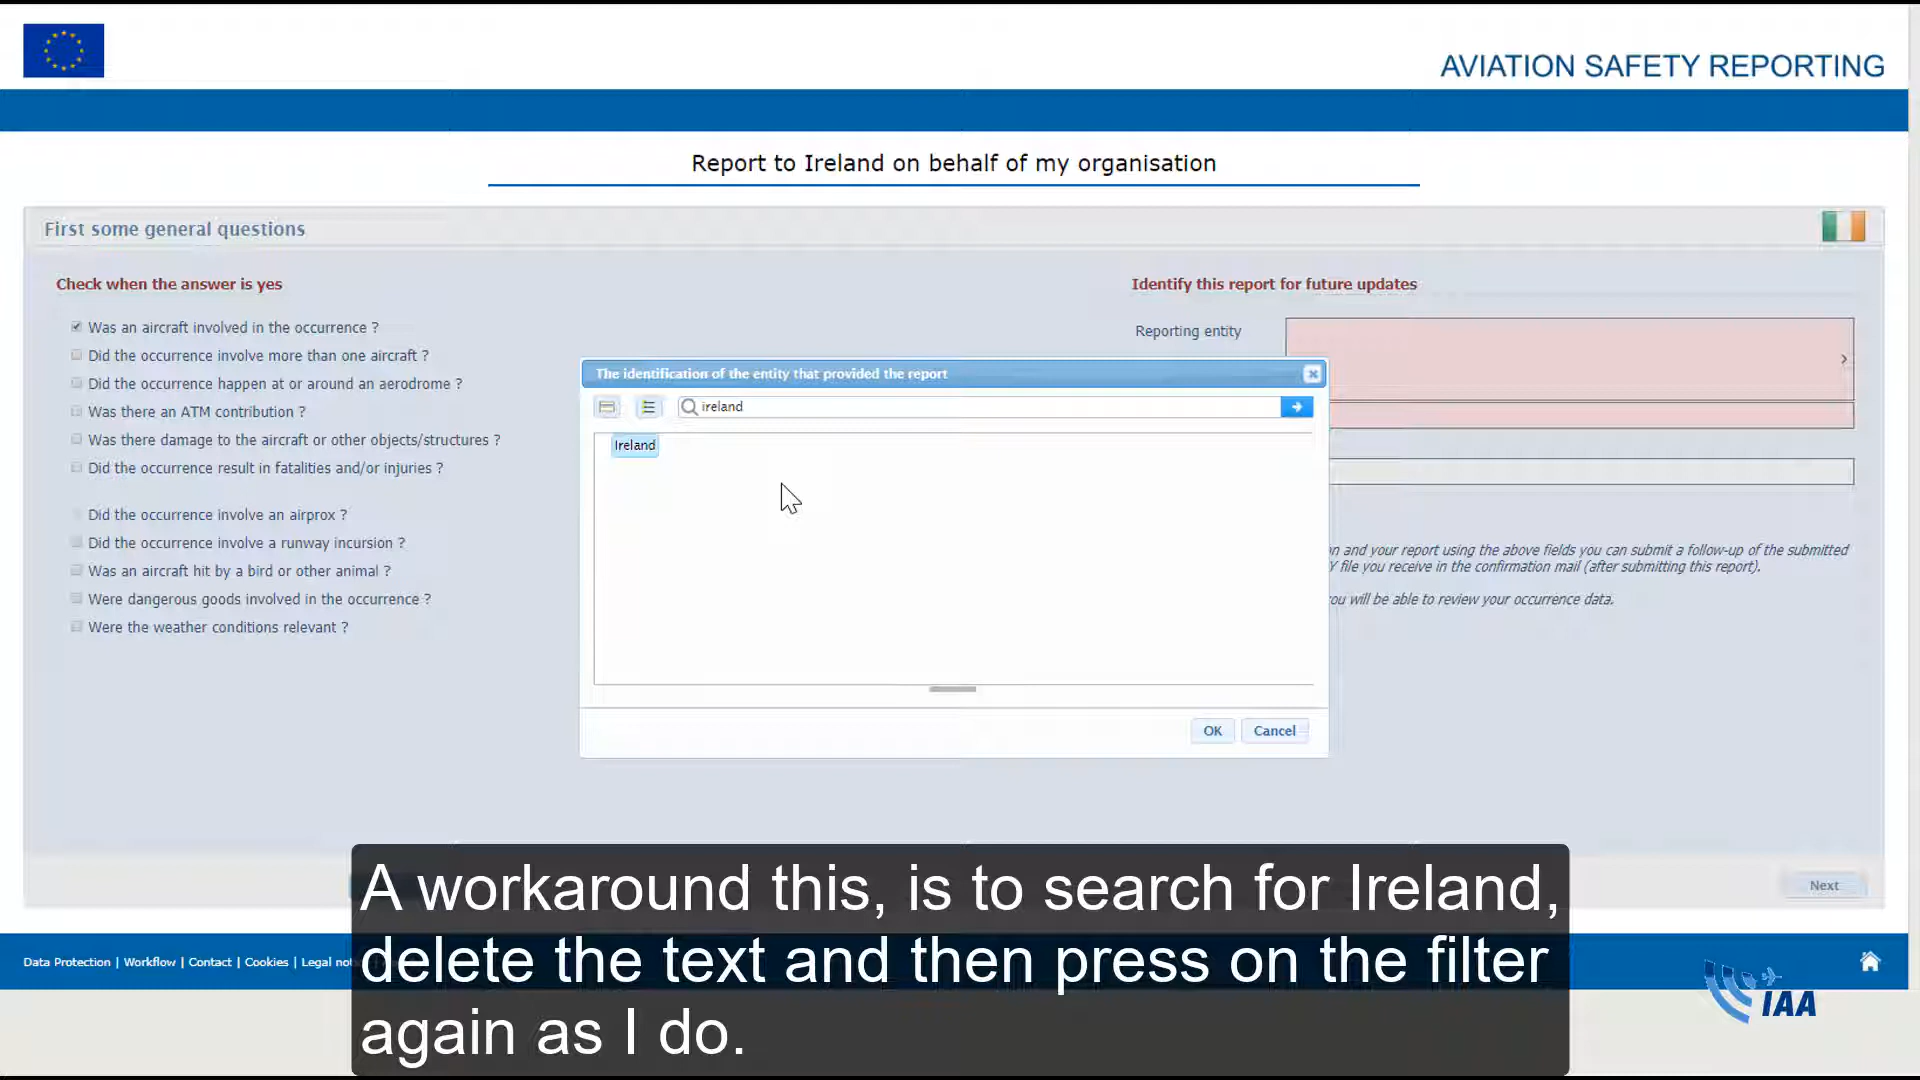 AVIATION SAFETY REPORTING
Report to Ireland on behalf of my organisation
First some general questions
Check when the answer is yes
Was an aircraft involved in the occurrence ?
Did the occurrence involve more than one aircraft ?
Did the occurrence happen at or around an aerodrome ?
Was there an ATM contribution ?
Was there damage to the aircraft or other objects/structures ?
Did the occurrence result in fatalities and/or injuries ?
Did the occurrence involve an airprox ?
Did the occurrence involve a runway incursion ?
Was an aircraft hit by a bird or other animal ?
Were dangerous goods involved in the occurrence ?
Were the weather conditions relevant ?
Identify this report for future updates
Reporting entity
The identification of the entity that provided the report
ireland
Ireland
OK Cancel
and your report using the above fields you can submit a follow-up of the submitted
file you receive in the confirmation mail (after submitting this report).
you will be able to review your occurrence data.
Next
A workaround this, is to search for Ireland,
delete the text and then press on the filter
again as I do.
Data Protection | Workflow | Contact | Cookies | Legal
IAA